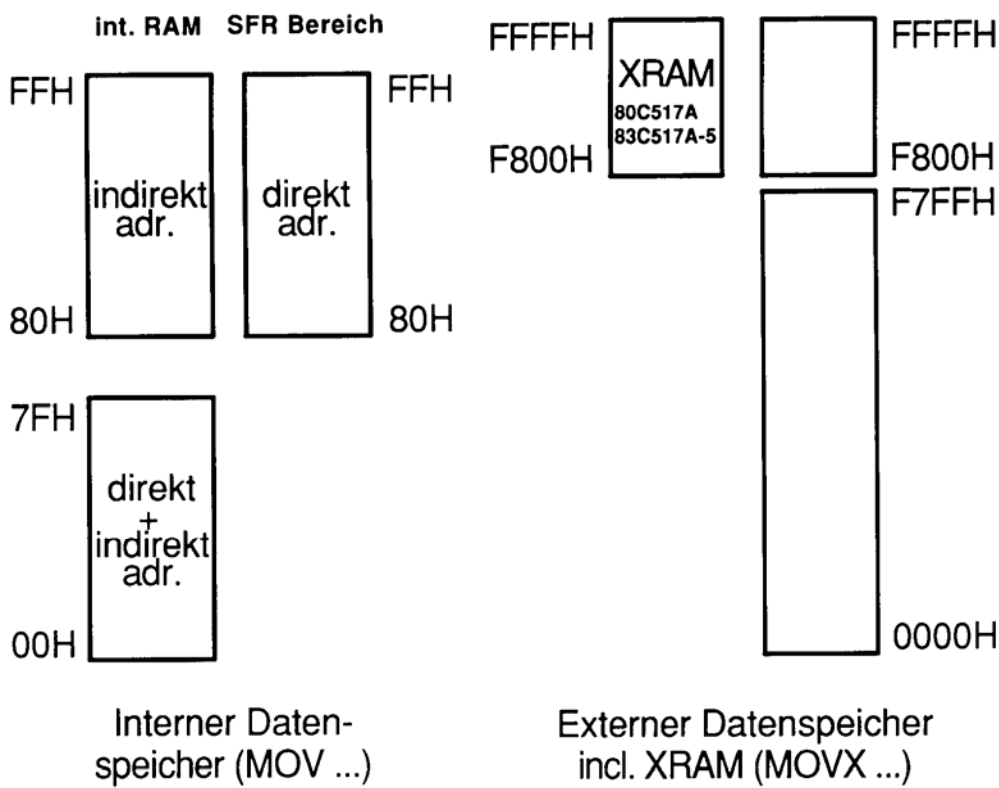 int. RAM
SFR Bereich
FFH
indirekt
adr.
80H
direkt
adr.
FFH
80H
7FH
direkt
+
indirekt
adr.
00H
Interner Daten-
speicher (MOV ...)
FFFFH
XRAM
80C517A
83C517A-5
F800H
FFFFH
F800H
F7FFH
0000H
Externer Datenspeicher
incl. XRAM (MOVX ...)